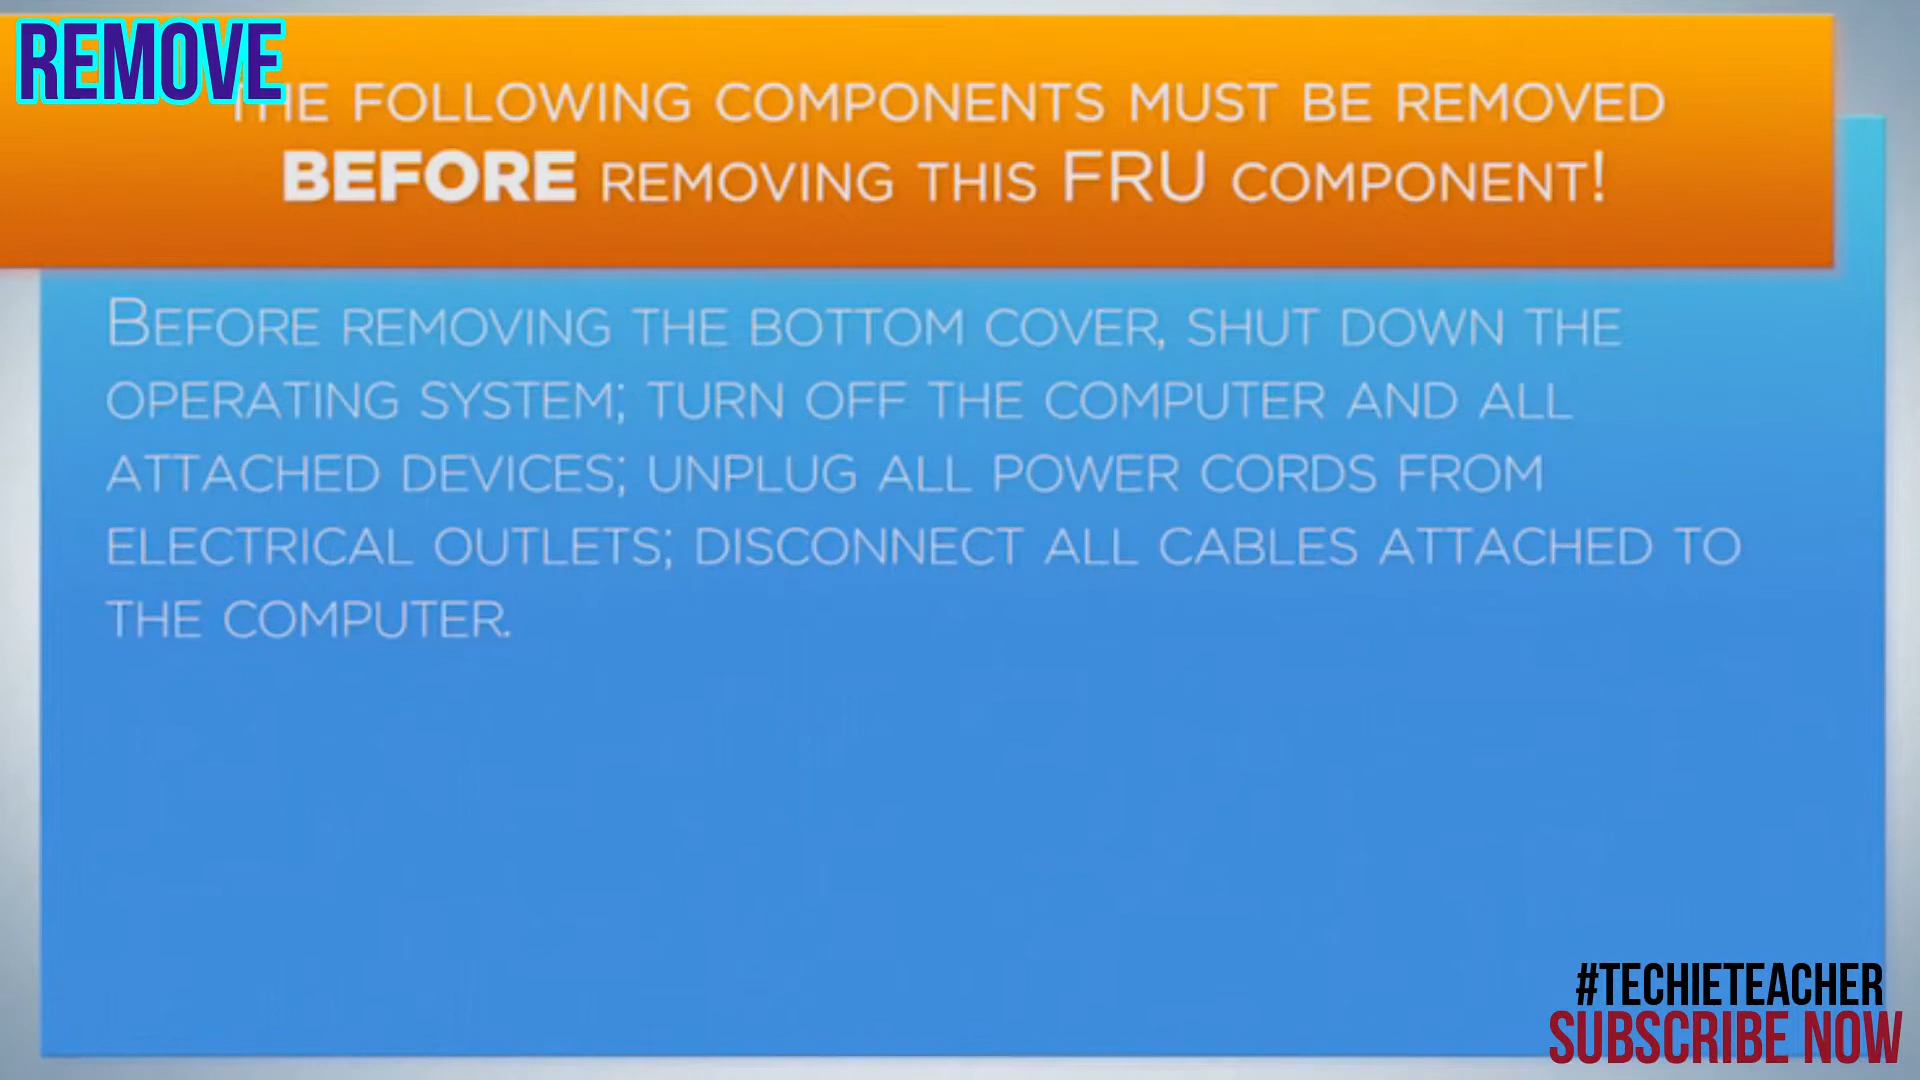 REMOVE
THE FOLLOWING COMPONENTS MUST BE REMOVED
BEFORE REMOVING THIS FRU COMPONENT!
BEFORE REMOVING THE BOTTOM COVER, SHUT DOWN THE
OPERATING SYSTEM; TURN OFF THE COMPUTER AND ALL
ATTACHED DEVICES; UNPLUG ALL POWER CORDS FROM
ELECTRICAL OUTLETS; DISCONNECT ALL CABLES ATTACHED TO
THE COMPUTER.
#TECHIETEACHER
SUBSCRIBE NOW